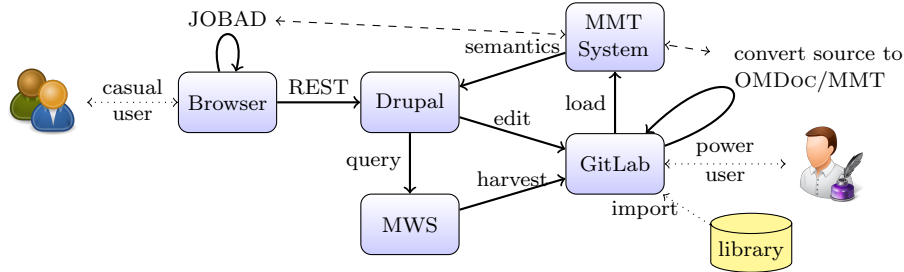 JOBAD
MMT
System
semantics
convert source to
OMDoc/MMT
casual
user
Browser
REST
Drupal
load
edit
query
GitLab
power
user
harvest
MWS
import
library